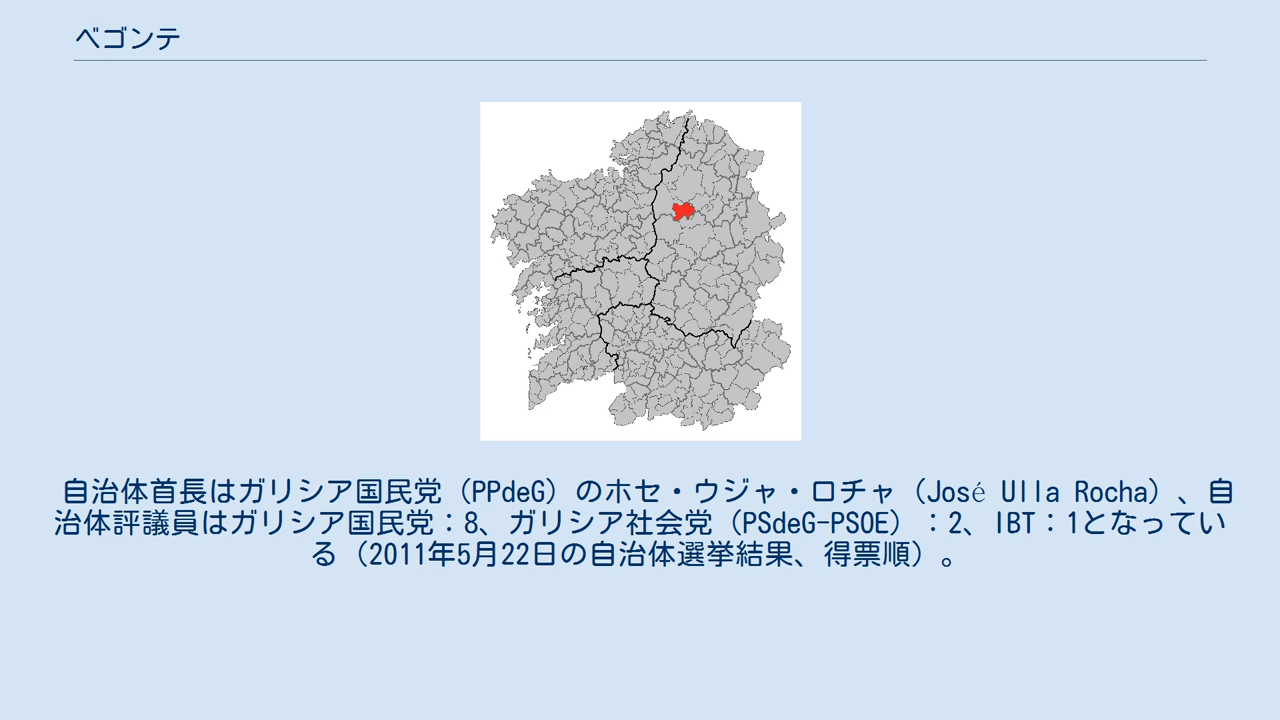 ベゴンテ
自治体首長はガリシア国民党（PPdeG）のホセ・ウジャ・ロチャ（José Ulla Rocha）、自
治体評議員はガリシア国民党：8、ガリシア社会党（PSdeG-PSOE）：2、IBT：1となってい
る（2011年5月22日の自治体選挙結果、得票順）。